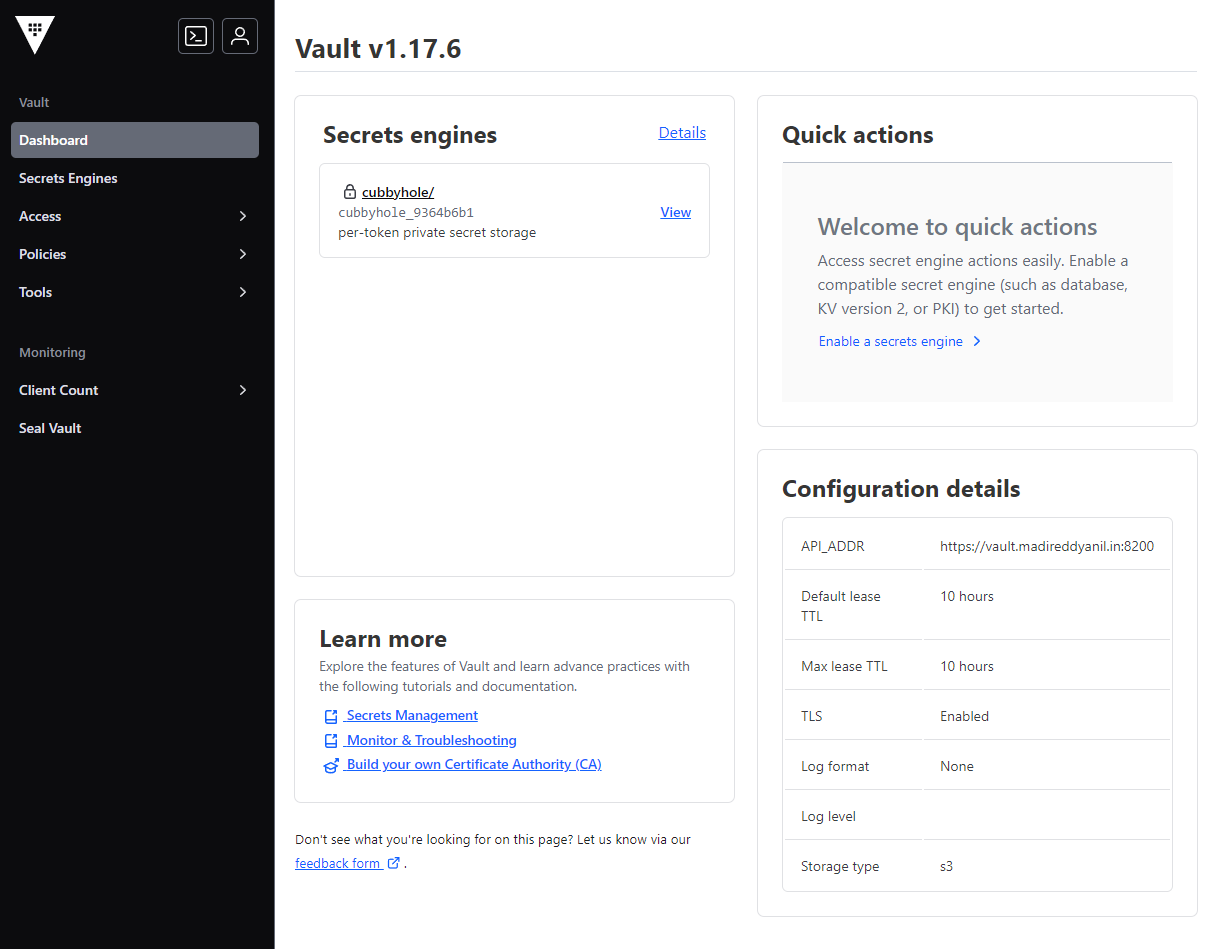 Vault
Dashboard
Secrets Engines
Access
Policies
Tools
Monitoring
Client Count
Seal Vault
Vault v1.17.6
Secrets engines
Details
cubbyhole/
cubbyhole_9364b6b1
View
per-token private secret storage
Learn more
Explore the features of Vault and learn advance practices with
the following tutorials and documentation.
Secrets Management
Monitor & Troubleshooting
Build your own Certificate Authority (CA)
Don't see what you're looking for on this page? Let us know via our
feedback form .
Quick actions
Welcome to quick actions
Access secret engine actions easily. Enable a
compatible secret engine (such as database,
KV version 2, or PKI) to get started.
Enable a secrets engine
Configuration details
API_ADDR https://vault.madireddyanil.in:8200
Default lease 10 hours
TTL
Max lease TTL 10 hours
TLS Enabled
Log format None
Log level
Storage type s3